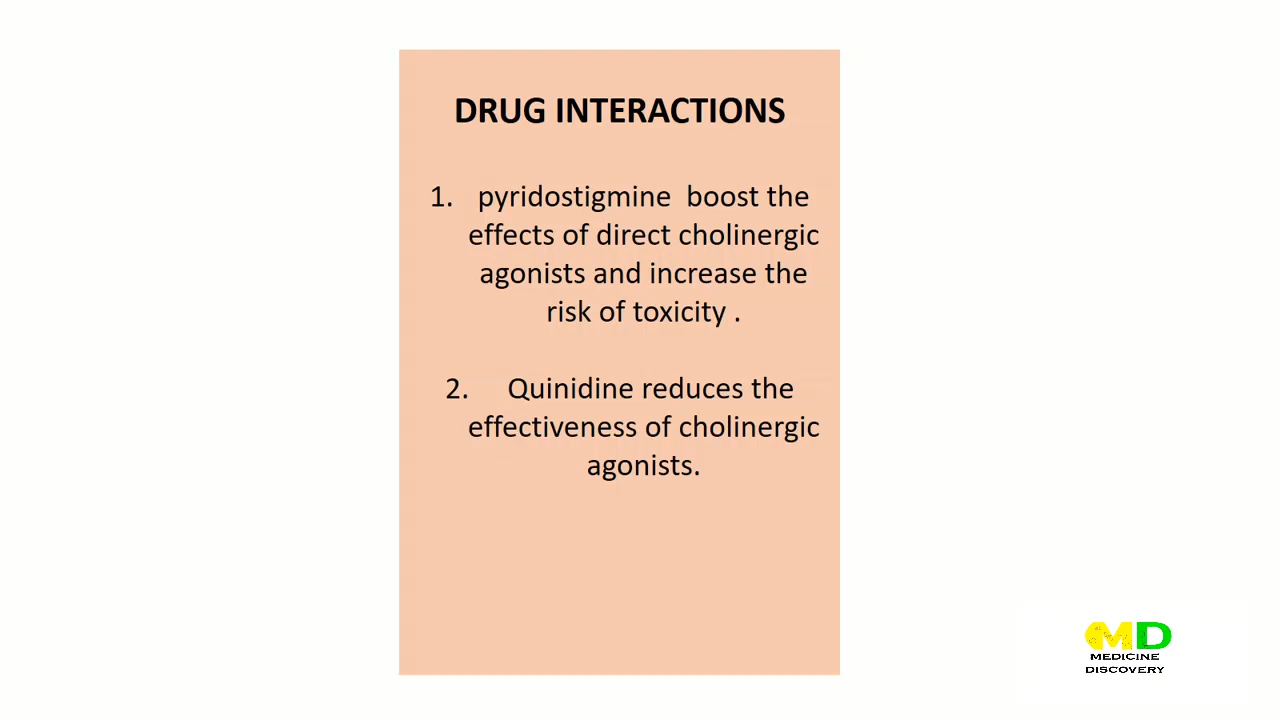 DRUG INTERACTIONS
1. pyridostigmine boost the
effects of direct cholinergic
agonists and increase the
risk of toxicity .
2. Quinidine reduces the
effectiveness of cholinergic
agonists.
MD
MEDICINE
DISCOVERY